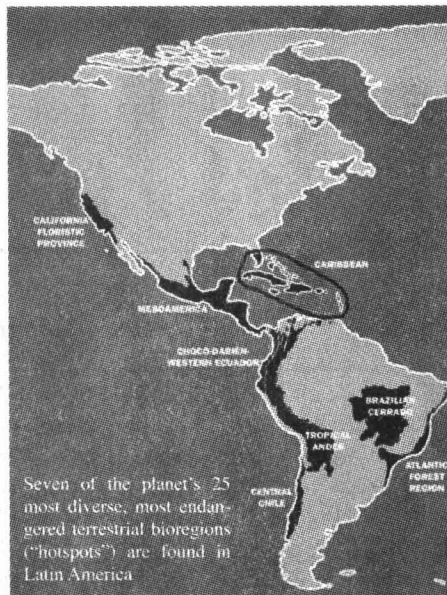 CALIFORNIA
FLORISTIC
PROVINCE
CARIBBEAN
MESOAMERICA
CHOCO-DARIEN-
WESTERN ECUADOR
BRAZILIAN
CERRADO
TROPICAL
ANDER
ATLANTIC
FOREST
REGION
CENTRAL
CHILE
Seven of the planet's 25
most diverse, most endan-
gered terrestrial bioregions
("hotspots") are found in
Latin America